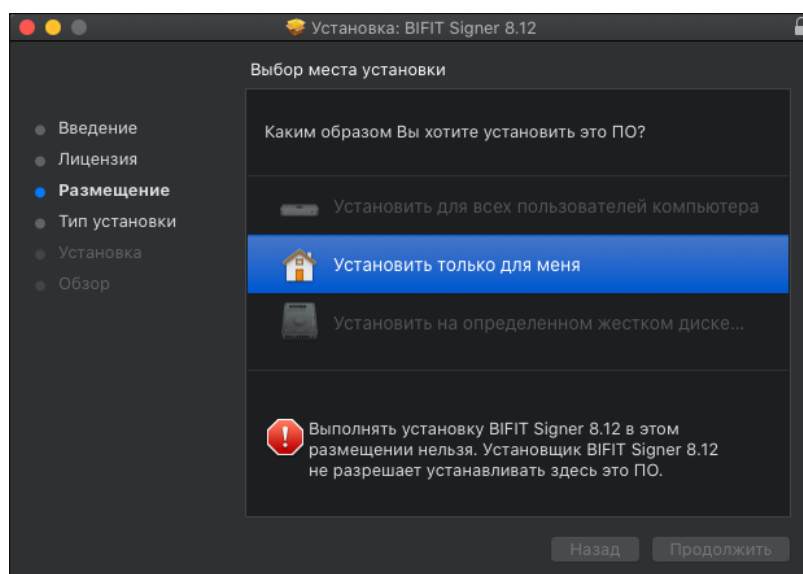 Установка: BIFIT Signer 8.12
Выбор места установки
Введение
Лицензия
Размещение
Тип установки
Установка
Обзор
Каким образом Вы хотите установить это ПО?
Установить для всех пользователей компьютера
Установить только для меня
Установить на определенном жестком диске...
Выполнять установку BIFIT Signer 8.12 в этом
размещении нельзя. Установщик BIFIT Signer 8.12
не разрешает устанавливать здесь это ПО.
Назад
Продолжить